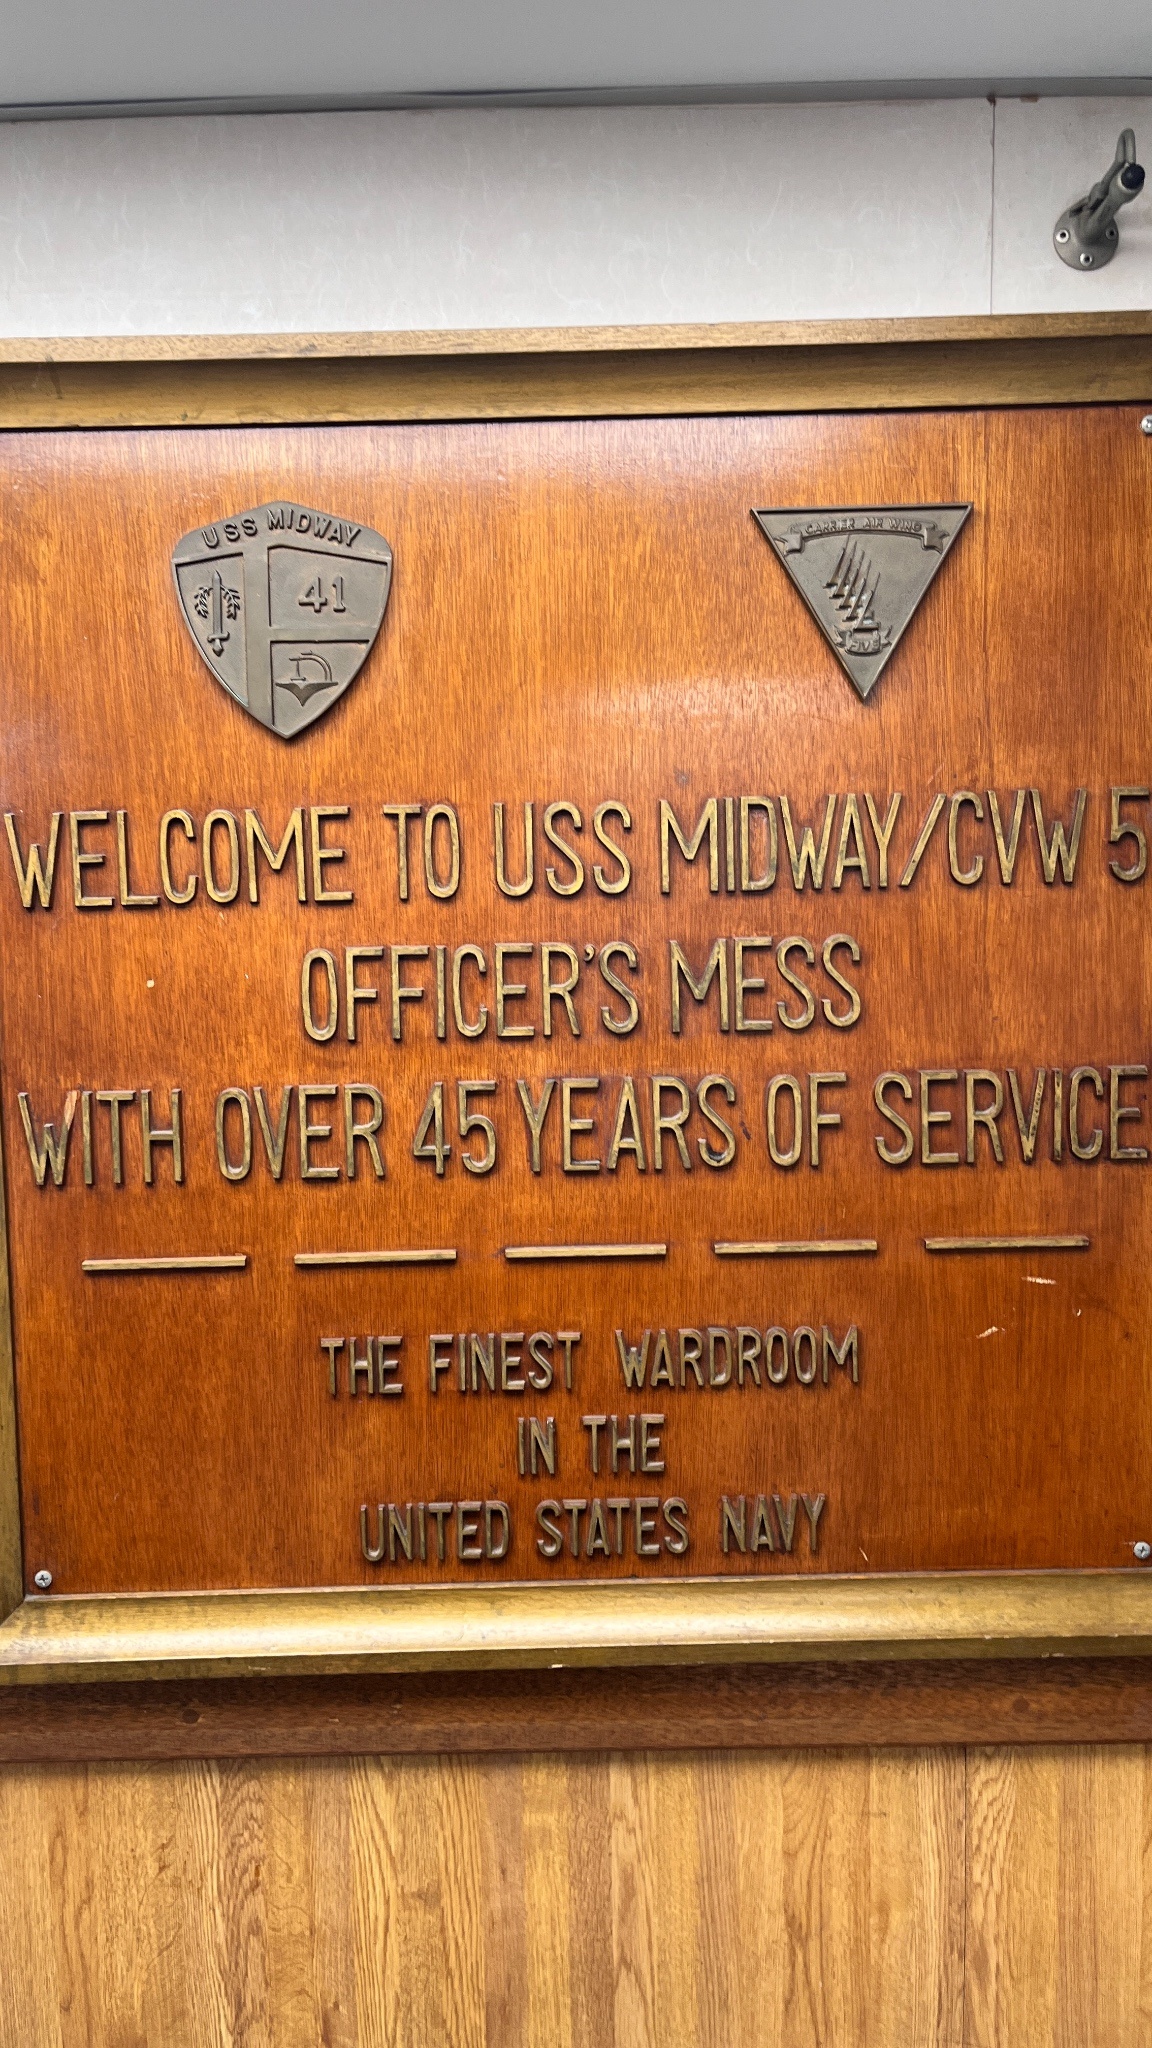 USS MIDWAY
41
CARRIER AIR WING
FIVE
WELCOME TO USS MIDWAY/CVW 5
OFFICER'S MESS
WITH OVER 45 YEARS OF SERVICE
THE FINEST WARDROOM
IN THE
UNITED STATES NAVY